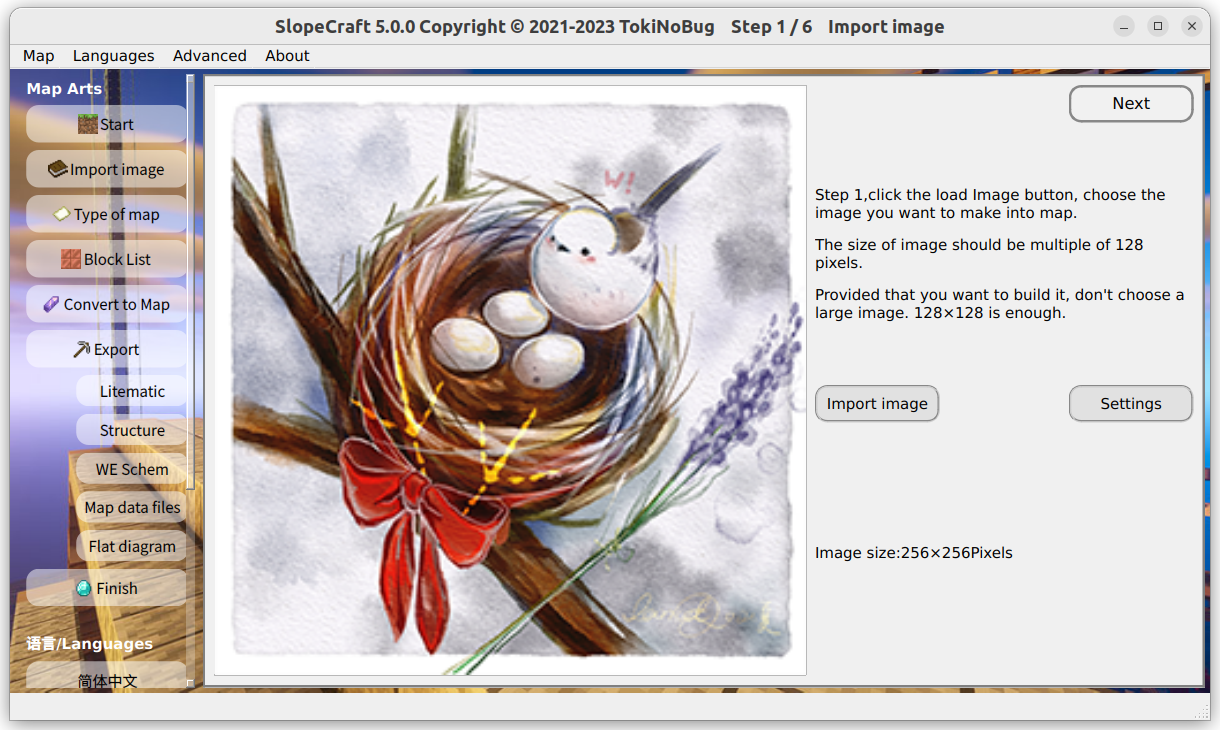 SlopeCraft 5.0.0 Copyright © 2021-2023 TokiNoBug Step 1 / 6 Import image
Map Languages Advanced About
Map Arts
Start
Import image
Type of map
Block List
Convert to Map
Export
Litematic
Structure
WE Schem
Map data files
Flat diagram
Finish
语言/Languages
简体中文
W!
Next
Step 1,click the load Image button, choose the
image you want to make into map.
The size of image should be multiple of 128
pixels.
Provided that you want to build it, don't choose a
large image. 128×128 is enough.
Import image
Settings
Image size:256×256Pixels